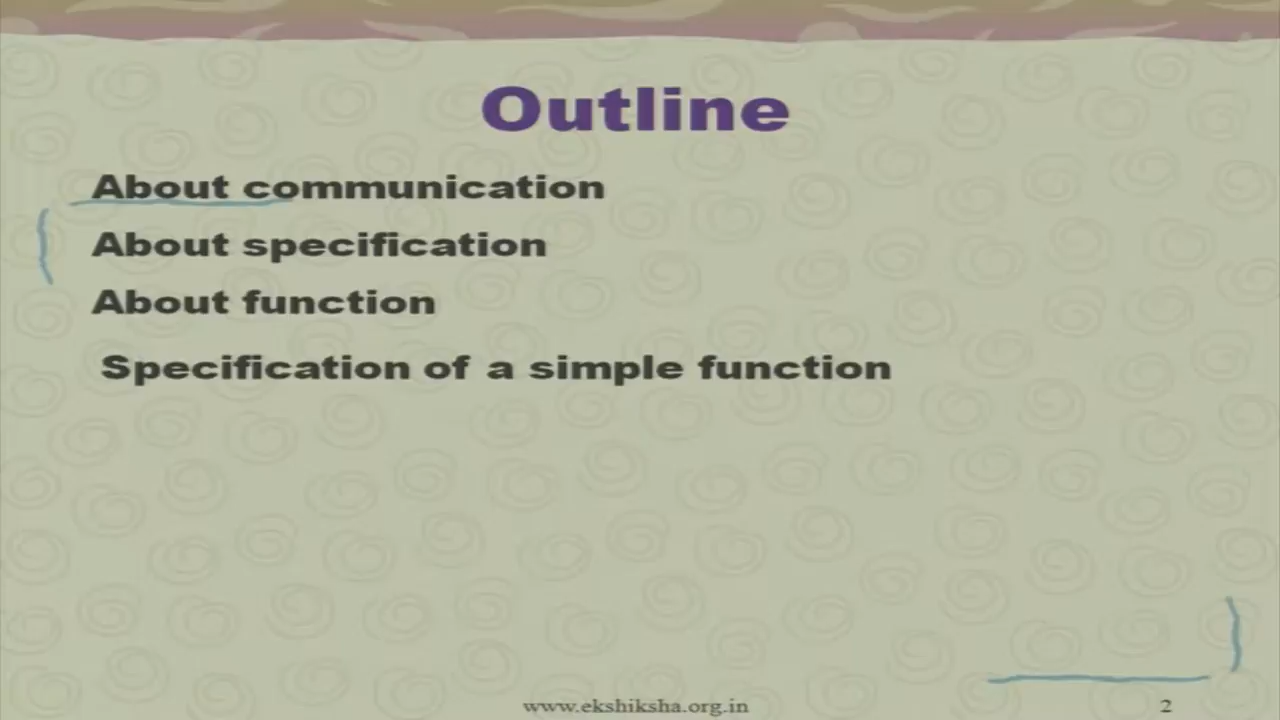 Outline
About communication
About specification
About function
Specification of a simple function
www.ekshiksha.org.in
2